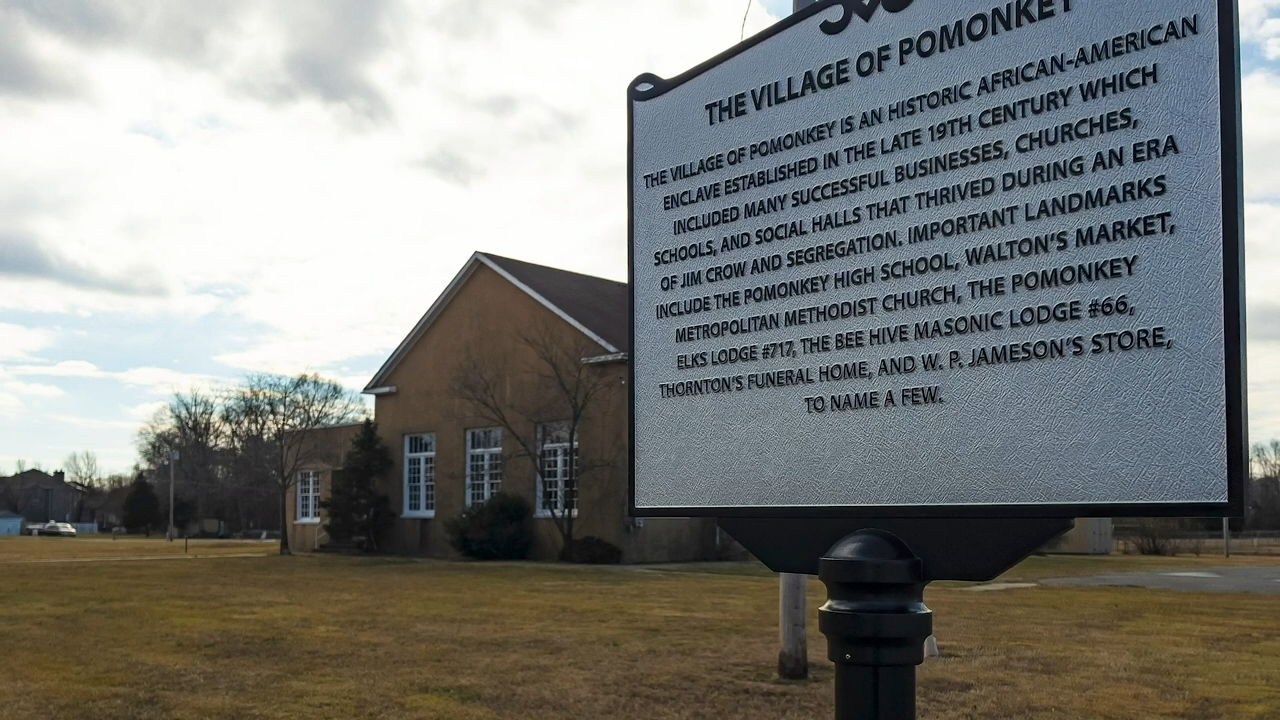 THE VILLAGE OF POMONKEY
THE VILLAGE OF POMONKEY IS AN HISTORIC AFRICAN-AMERICAN
ENCLAVE ESTABLISHED IN THE LATE 19TH CENTURY WHICH
INCLUDED MANY SUCCESSFUL BUSINESSES, CHURCHES,
SCHOOLS, AND SOCIAL HALLS THAT THRIVED DURING AN ERA
OF JIM CROW AND SEGREGATION. IMPORTANT LANDMARKS
INCLUDE THE POMONKEY HIGH SCHOOL, WALTON'S MARKET,
METROPOLITAN METHODIST CHURCH, THE POMONKEY
ELKS LODGE #717, THE BEE HIVE MASONIC LODGE #66,
THORNTON'S FUNERAL HOME, AND W. P. JAMESON'S STORE,
TO NAME A FEW.